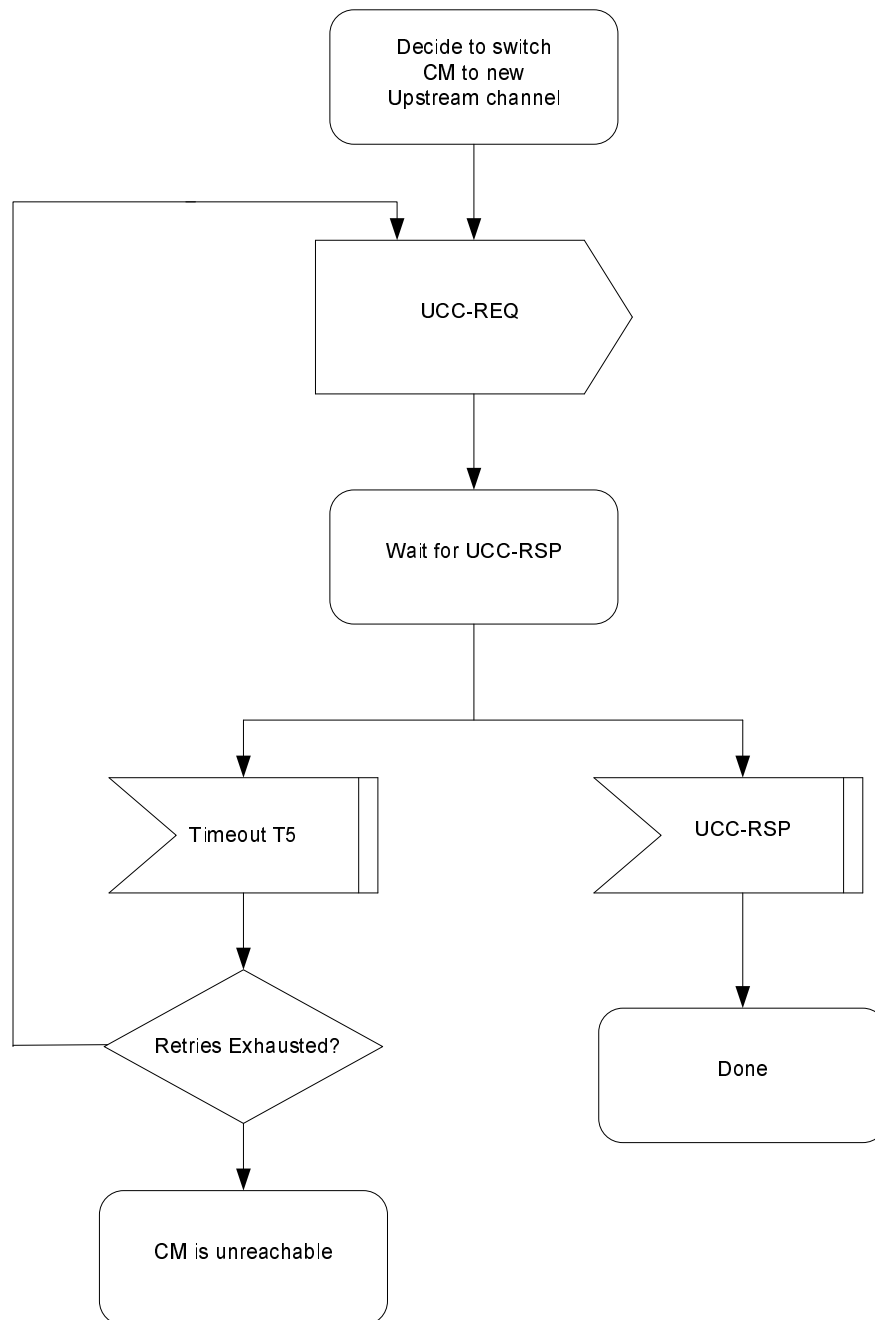 Decide to switch
CM to new
Upstream channel
UCC-REQ
Wait for UCC-RSP
Timeout T5
UCC-RSP
Retries Exhausted?
Done
CM is unreachable